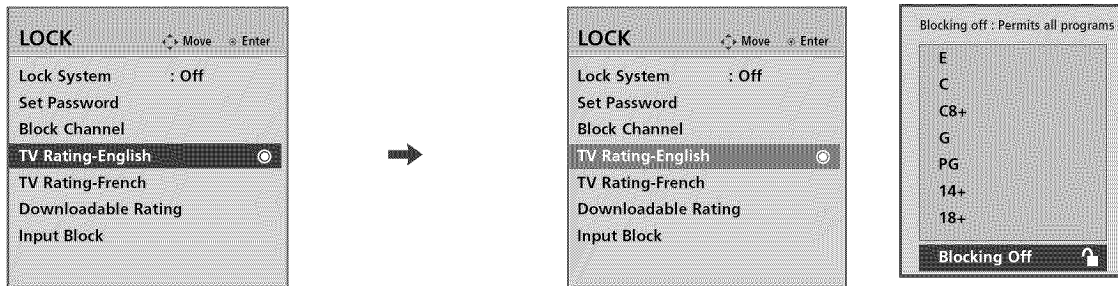 LOCK Move Enter
Lock System : Off
Set Password
Block Channel
TV Rating-English
TV Rating-French
Downloadable Rating
Input Block
LOCK Move Enter
Lock System : Off
Set Password
Block Channel
TV Rating-English
TV Rating-French
Downloadable Rating
Input Block
Blocking off : Permits all programs
E
C
C8+
G
PG
14+
18+
Blocking Off